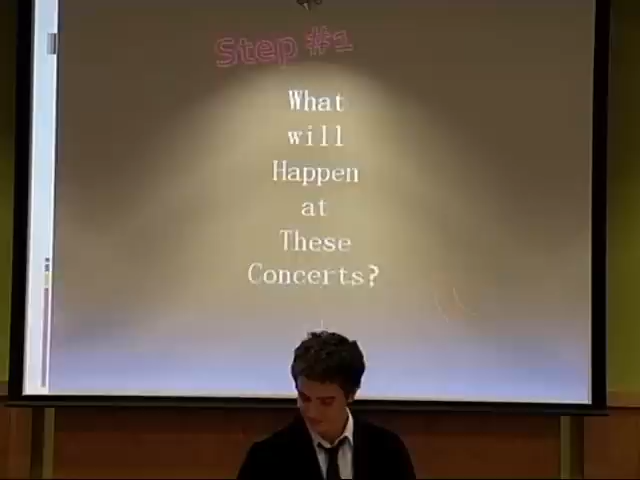 Step #1
What
will
Happen
at
These
Concerts?